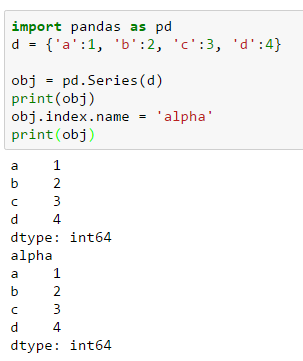 import pandas as pd
d = {'a':1, 'b':2, 'c':3, 'd':4}
obj = pd.Series(d)
print(obj)
obj.index.name = 'alpha'
print(obj)
a    1
b    2
c    3
d    4
dtype: int64
alpha
a    1
b    2
c    3
d    4
dtype: int64